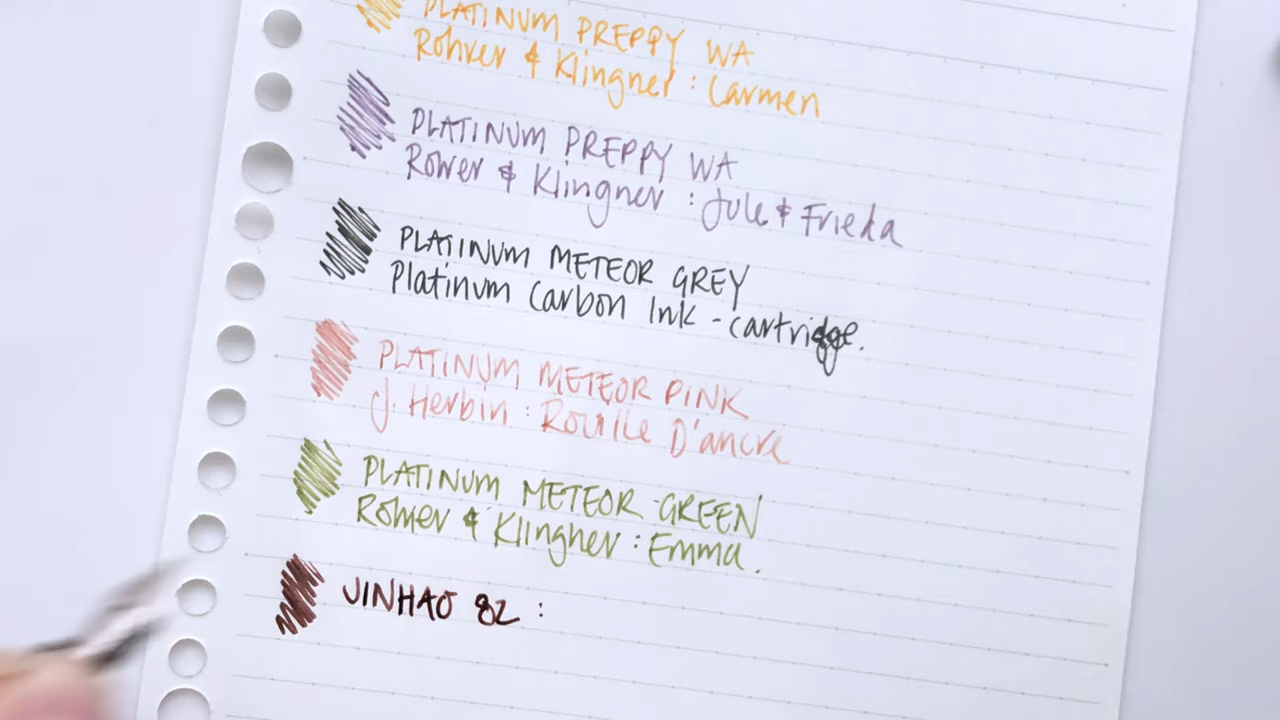 PLATINUM PREPPY WA
Rohrer & Klingner : Carmen
PLATINUM PREPPY WA
Rohrer & Klingner : Jule & Frieda
PLATINUM METEOR GREY
Platinum Carbon Ink - cartridge.
PLATINUM METEOR PINK
J. Herbin : Rouille D'ancre
PLATINUM METEOR GREEN
Rohrer & Klingner : Emma.
JINHAO 82 :